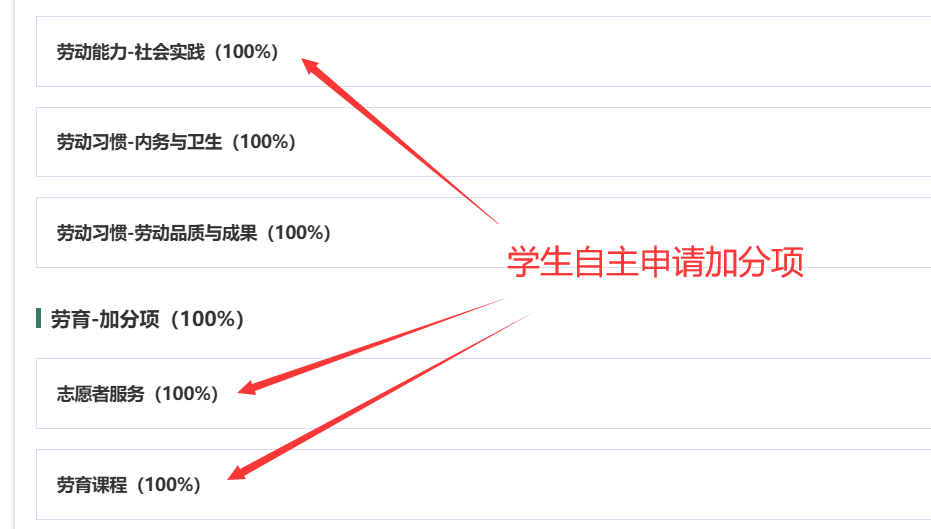 劳动能力-社会实践（100%）
劳动习惯-内务与卫生（100%）
劳动习惯-劳动品质与成果（100%）
学生自主申请加分项
劳育-加分项（100%）
志愿者服务（100%）
劳育课程（100%）